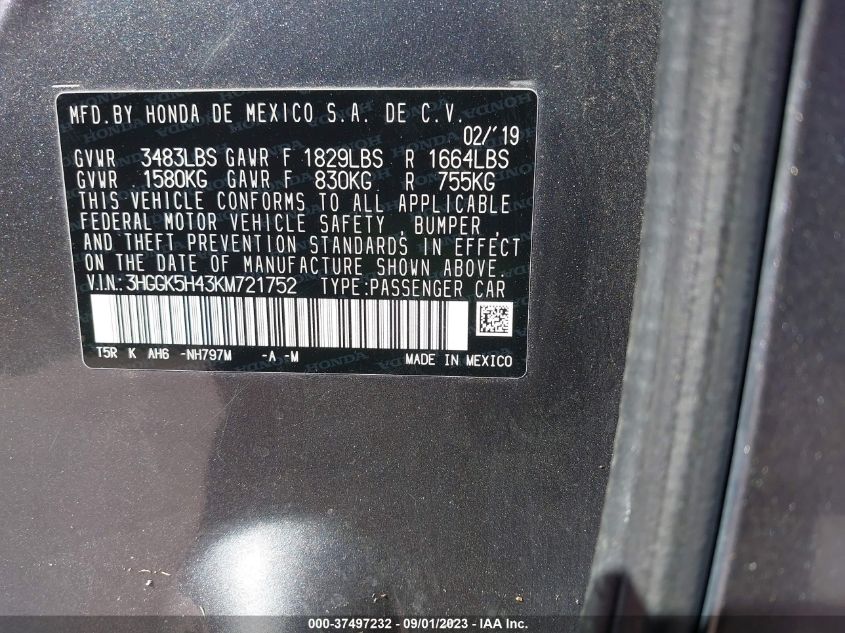 MFD.BY HONDA DE MEXICO S.A. DE C.V.
02/'19
GVWR 3483LBS GAWR F 1829LBS R 1664LBS
GVWR 1580KG GAWR F 830KG R 755KG
THIS VEHICLE CONFORMS TO ALL APPLICABLE
FEDERAL MOTOR VEHICLE SAFETY , BUMPER ,
AND THEFT PREVENTION STANDARDS IN EFFECT
ON THE DATE OF MANUFACTURE SHOWN ABOVE.
V.I.N.:3HGGK5H43KM721752 TYPE:PASSENGER CAR
T5R K AH6 -NH797M -A -M MADE IN MEXICO
000-37497232 - 09/01/2023 - IAA Inc.